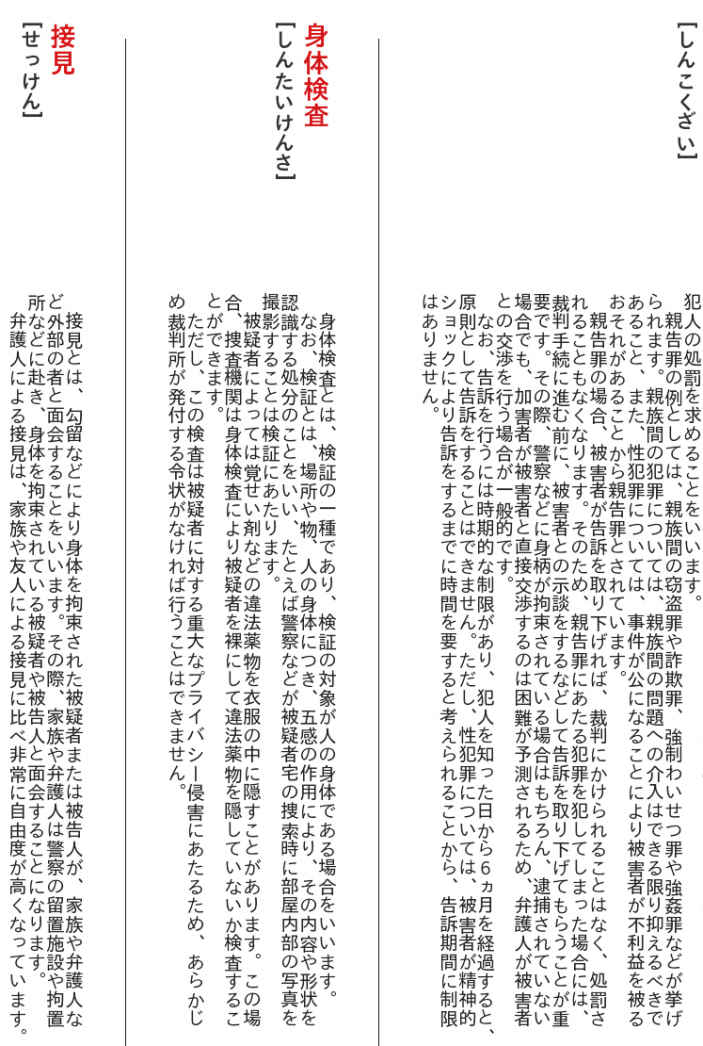 [しんこくざい]
犯人の処罰を求めることをいいます。
親告罪の例としては、親族間の窃盗罪や詐欺罪、強制わいせつ罪や強姦罪などが挙げ
られます。親族間の犯罪については、親族間の問題への介入はできる限り抑えるべきで
あること、また、性犯罪については、事件が公になることにより被害者が不利益を被る
おそれがあることから親告罪とされています。
親告罪の場合、被害者が告訴を取り下げれば、裁判にかけられることはなく、処罰さ
れることもなくなります。そのため、親告罪にあたる犯罪を犯してしまった場合には、
裁判手続に進む前に、被害者との示談をするなどして告訴を取り下げてもらうことが重
要です。その際、警察などに身柄が拘束されている場合はもちろん、逮捕されていない
場合でも、加害者が被害者と直接交渉するのは困難が予測されるため、弁護人が被害者
との交渉を行う場合が一般的です。
なお、告訴を行うには時期的な制限があり、犯人を知った日から6ヵ月を経過すると、
原則として告訴をすることはできません。ただし、性犯罪については、被害者が精神的
ショックにより告訴をするまでに時間を要すると考えられることから、告訴期間に制限
はありません。
身体検査
[しんたいけんさ]
身体検査とは、検証の一種であり、検証の対象が人の身体である場合をいいます。
なお、検証とは、場所や物、人の身体につき、五感の作用により、その内容や形状を
認識する処分のことをいい、たとえば警察などが被疑者宅の捜索時に部屋内部の写真を
撮影することは検証にあたります。
被疑者によっては覚せい剤などの違法薬物を衣服の中に隠すことがあります。この場
合、捜査機関は身体検査により被疑者を裸にして違法薬物を隠していないか検査するこ
とができます。
ただし、この検査は被疑者に対する重大なプライバシー侵害にあたるため、あらかじ
め裁判所が発付する令状がなければ行うことはできません。
接見
[せっけん]
接見とは、勾留などにより身体を拘束された被疑者または被告人が、家族や弁護人な
ど外部の者と面会することをいいます。その際、家族や弁護人は警察の留置施設や拘置
所などに赴き、身体を拘束されている被疑者や被告人と面会することになります。
弁護人による接見は、家族や友人による接見に比べ非常に自由度が高くなっています。